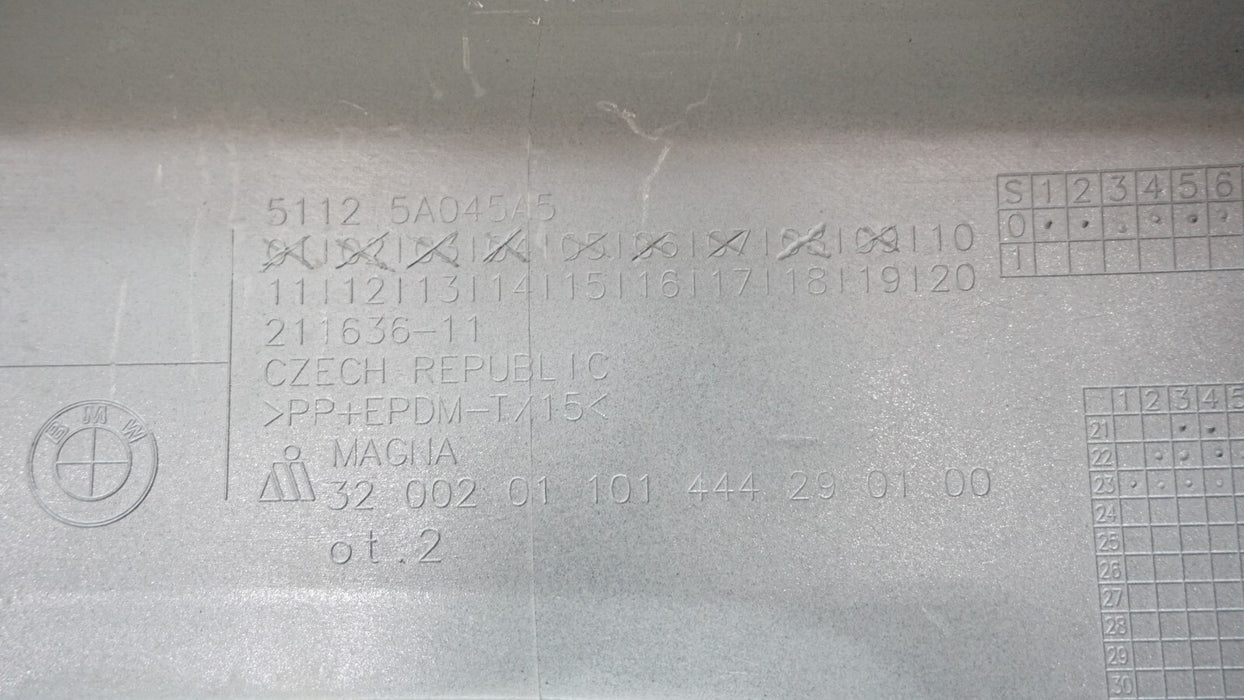 5112 5A045A5
01|02|03|04|05|06|07|08|09|10
11|12|13|14|15|16|17|18|19|20
211636-11
CZECH REPUBLIC
>PP+EPDM-T/15<
MAGNA
32 002 01 101 444 29 01 00
ot.2
BMW
S 1 2 3 4 5 6
0
1
1 2 3 4 5
21
22
23
24
25
26
27
28
29
30